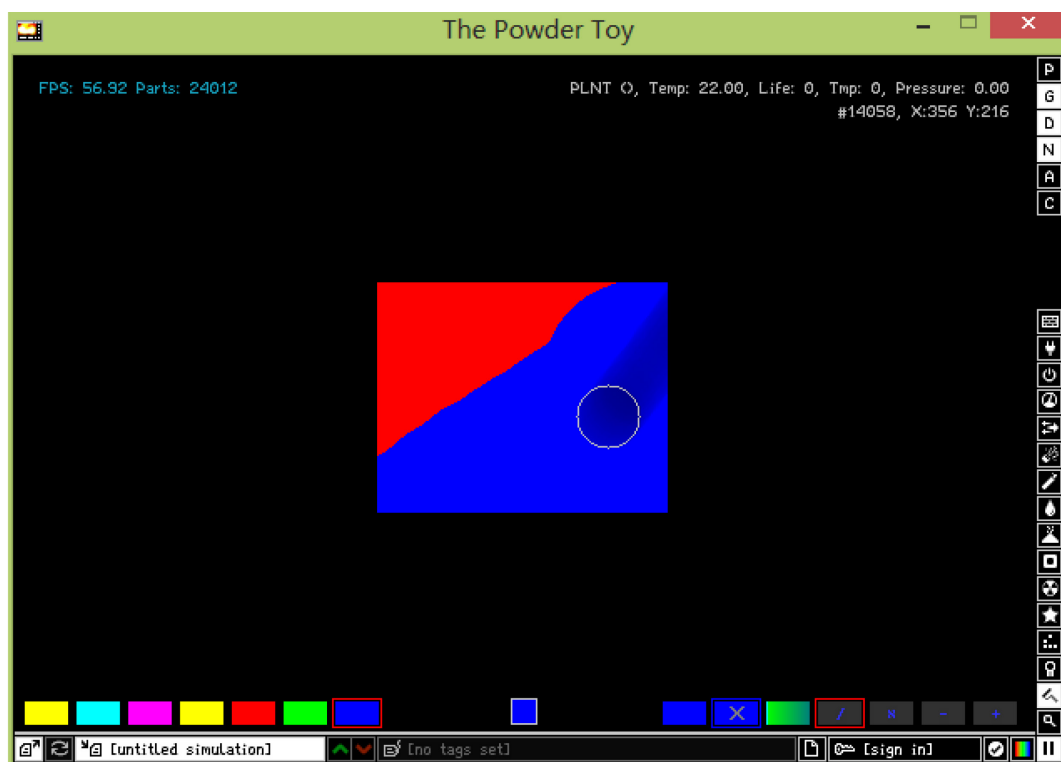 The Powder Toy
FPS: 56.92 Parts: 24012
PLNT (), Temp: 22.00, Life: 0, Tmp: 0, Pressure: 0.00
#14058, X:356 Y:216
P
G
D
N
A
C
/ N - +
[untitled simulation] [no tags set] [sign in]